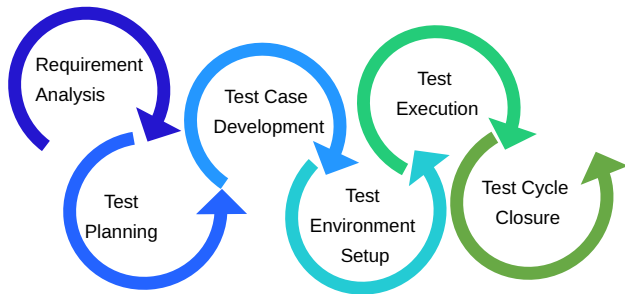 Requirement
Analysis
Test
Planning
Test Case
Development
Test
Environment
Setup
Test
Execution
Test Cycle
Closure